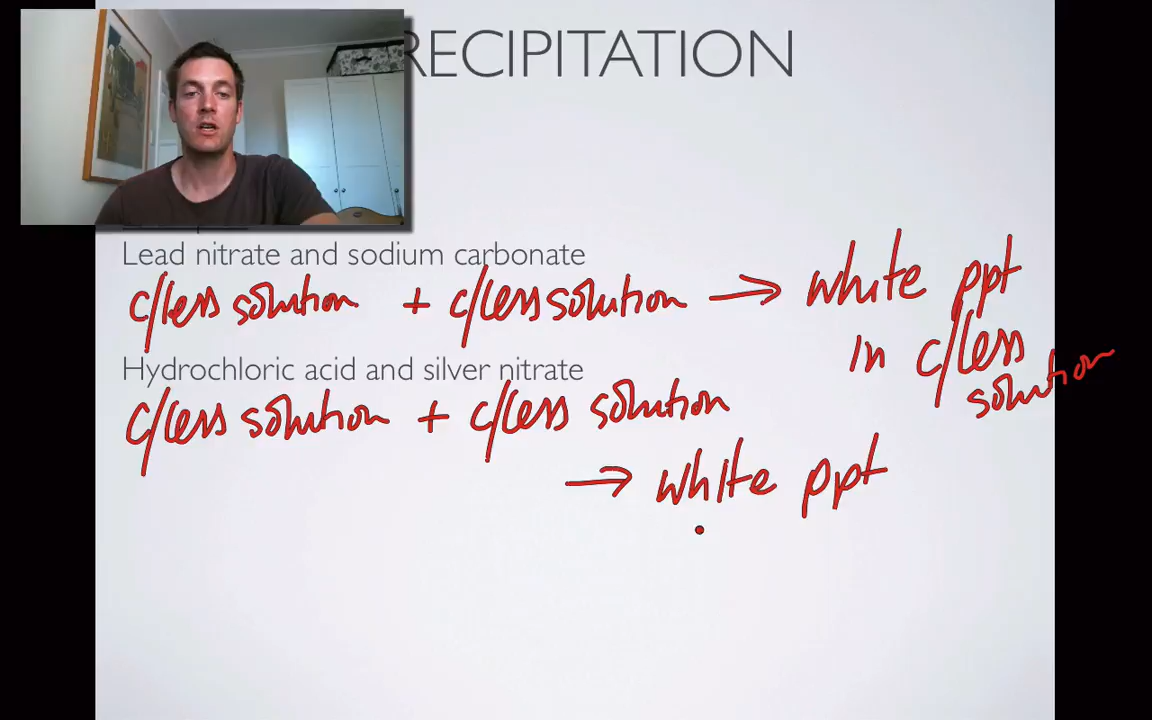 RECIPITATION
Lead nitrate and sodium carbonate
c/less solution + c/less solution → white ppt
in c/less
solution
Hydrochloric acid and silver nitrate
c/less solution + c/less solution
→ white ppt